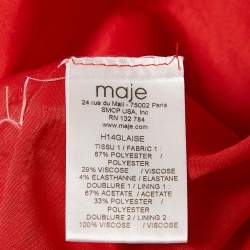 maje
24 rue du Mail - 75002 Paris
SMCP USA, Inc
RN 132 784
www.maje.com
H14GLAISE
TISSU 1 / FABRIC 1 :
67% POLYESTER /
POLYESTER
29% VISCOSE / VISCOSE
4% ELASTHANNE / ELASTANE
DOUBLURE 1 / LINING 1 :
67% ACETATE / ACETATE
33% POLYESTER /
POLYESTER
DOUBLURE 2 / LINING 2 :
100% VISCOSE / VISCOSE